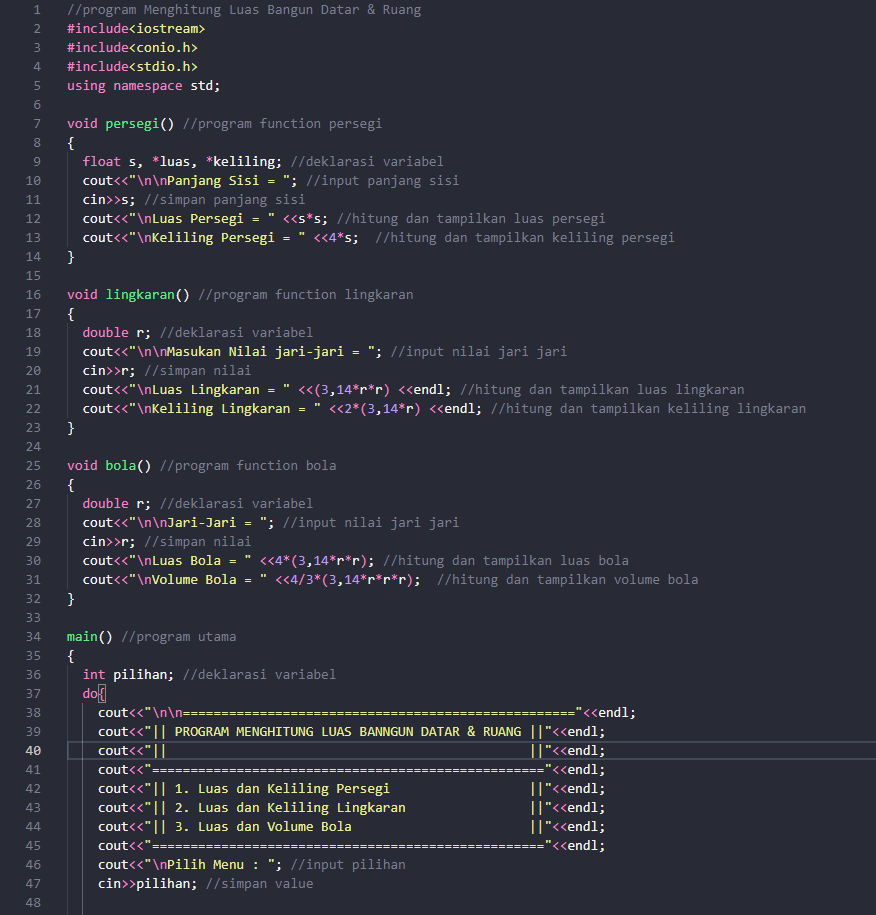 1 //program Menghitung Luas Bangun Datar & Ruang
2 #include<iostream>
3 #include<conio.h>
4 #include<stdio.h>
5 using namespace std;
6
7 void persegi() //program function persegi
8 {
9 float s, *luas, *keliling; //deklarasi variabel
10 cout<<"\n\nPanjang Sisi = "; //input panjang sisi
11 cin>>s; //simpan panjang sisi
12 cout<<"\nLuas Persegi = " <<s*s; //hitung dan tampilkan luas persegi
13 cout<<"\nKeliling Persegi = " <<4*s;  //hitung dan tampilkan keliling persegi
14 }
15
16 void lingkaran() //program function lingkaran
17 {
18 double r; //deklarasi variabel
19 cout<<"\n\nMasukan Nilai jari-jari = "; //input nilai jari jari
20 cin>>r; //simpan nilai
21 cout<<"\nLuas Lingkaran = " <<(3,14*r*r) <<endl; //hitung dan tampilkan luas lingkaran
22 cout<<"\nKeliling Lingkaran = " <<2*(3,14*r) <<endl; //hitung dan tampilkan keliling lingkaran
23 }
24
25 void bola() //program function bola
26 {
27 double r; //deklarasi variabel
28 cout<<"\n\nJari-Jari = "; //input nilai jari jari
29 cin>>r; //simpan nilai
30 cout<<"\nLuas Bola = " <<4*(3,14*r*r); //hitung dan tampilkan luas bola
31 cout<<"\nVolume Bola = " <<4/3*(3,14*r*r*r);  //hitung dan tampilkan volume bola
32 }
33
34 main() //program utama
35 {
36 int pilihan; //deklarasi variabel
37 do{
38 cout<<"\n\n==================================================="<<endl;
39 cout<<"|| PROGRAM MENGHITUNG LUAS BANNGUN DATAR & RUANG ||"<<endl;
40 cout<<"||                                               ||"<<endl;
41 cout<<"==================================================="<<endl;
42 cout<<"|| 1. Luas dan Keliling Persegi                  ||"<<endl;
43 cout<<"|| 2. Luas dan Keliling Lingkaran                ||"<<endl;
44 cout<<"|| 3. Luas dan Volume Bola                       ||"<<endl;
45 cout<<"==================================================="<<endl;
46 cout<<"\nPilih Menu : "; //input pilihan
47 cin>>pilihan; //simpan value
48